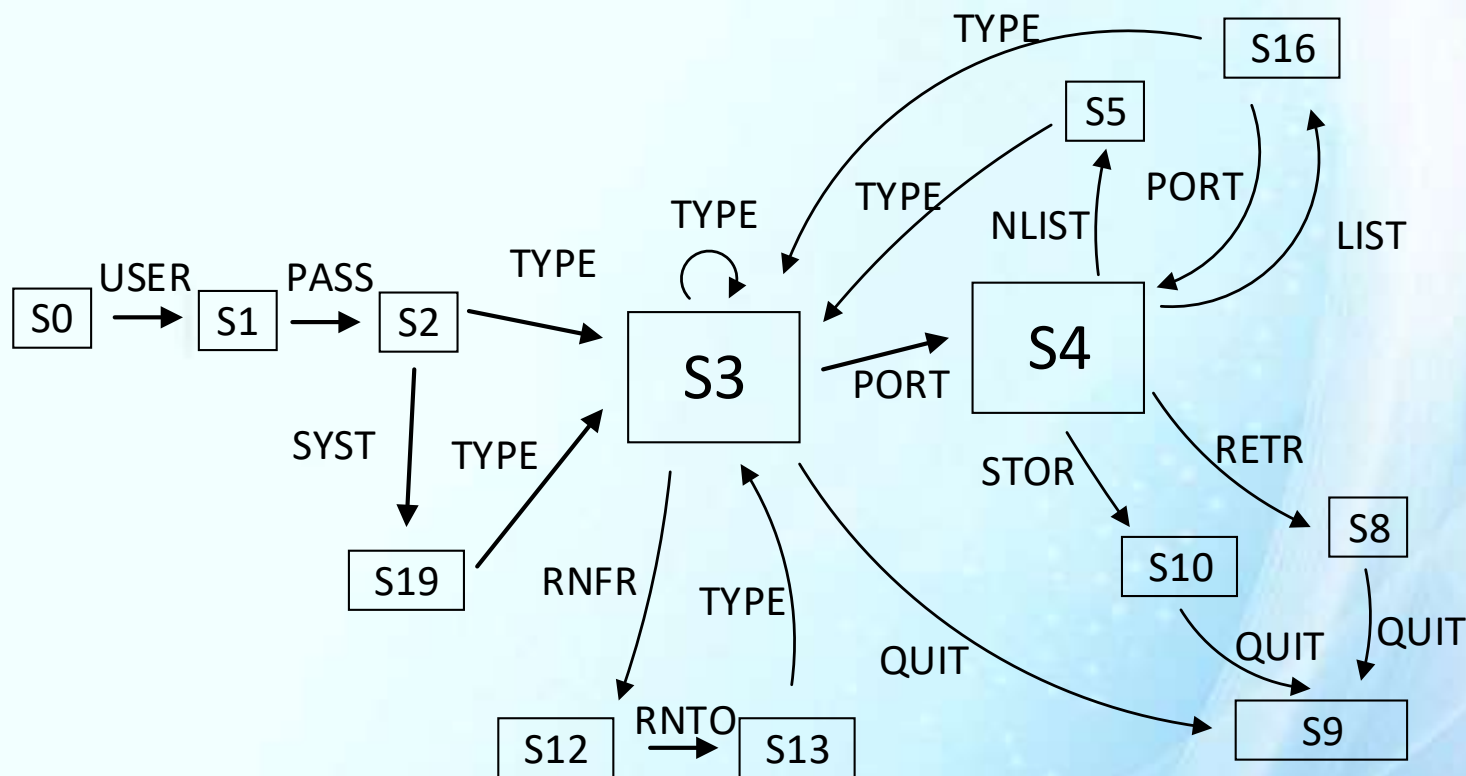 TYPE
S16
S5
TYPE
PORT
TYPE
NLIST
LIST
TYPE
USER
PASS
S0
S1
S2
S3
S4
PORT
SYST
TYPE
STOR
RETR
S8
S19
S10
RNFR
TYPE
QUIT
QUIT
QUIT
RNTO
S12
S13
S9